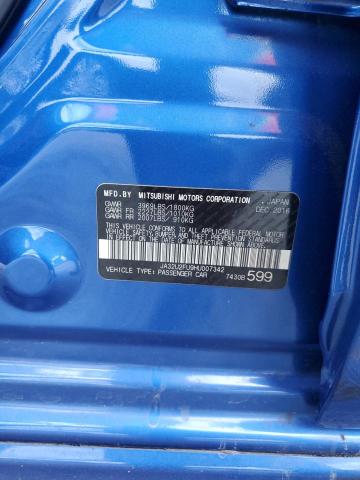 MFD.BY MITSUBISHI MOTORS CORPORATION , JAPAN
GVWR 3969LBS/1800KG DEC 2016
GAWR FR 2227LBS/1010KG
GAWR RR 2007LBS/ 910KG
THIS VEHICLE CONFORMS TO ALL APPLICABLE FEDERAL MOTOR
VEHICLE SAFETY, BUMPER AND THEFT PREVENTION STANDARDS
IN EFFECT ON THE DATE OF MANUFACTURE SHOWN ABOVE.
JA32U2FU9HU007342
VEHICLE TYPE: PASSENGER CAR 7430B 599